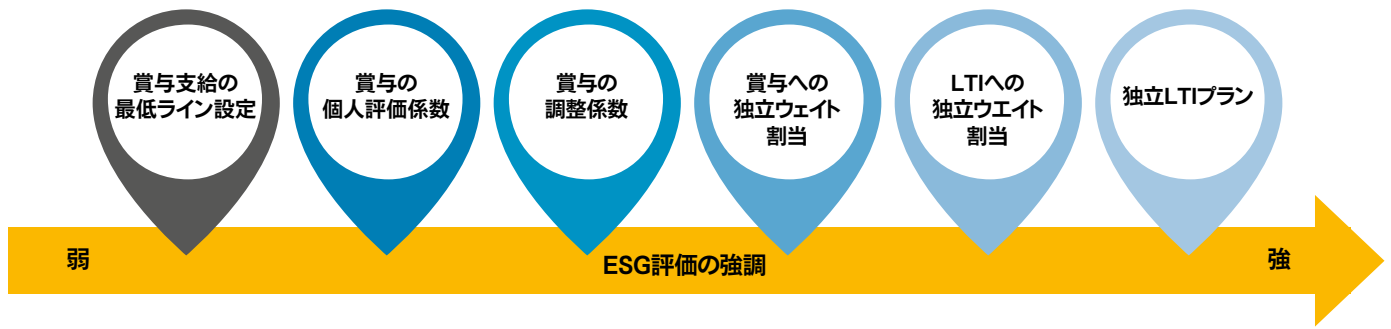 賞与支給の
最低ライン設定
賞与の
個人評価係数
賞与の
調整係数
賞与への
独立ウェイト
割当
LTIへの
独立ウエイト
割当
独立LTIプラン
弱
ESG評価の強調
強